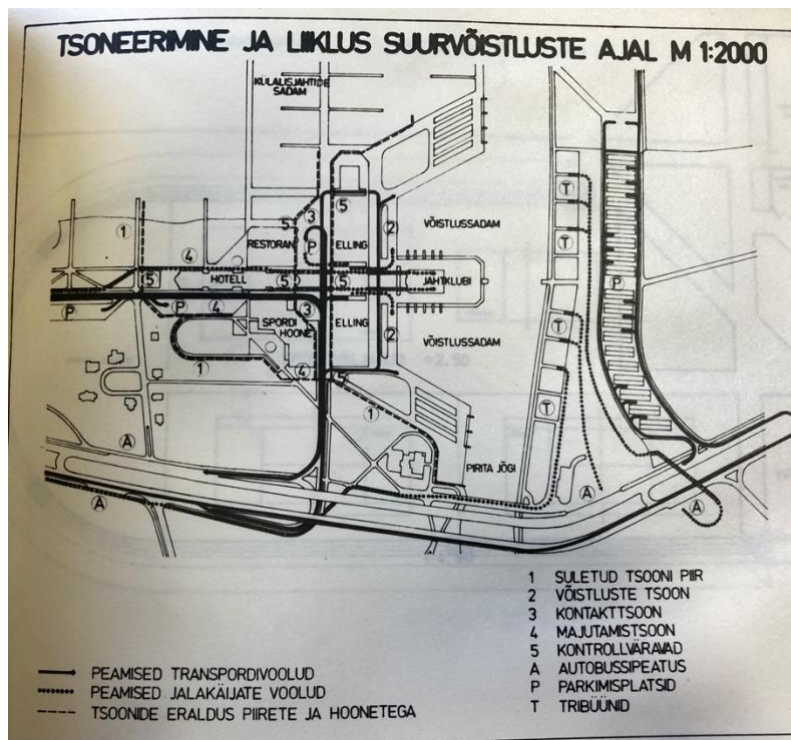 TSONEERIMINE JA LIIKLUS SUURVÕISTLUSTE AJAL M 1:2000
KÜLALISJAHTIDE
SADAM
T
5
1
5
3
2
VÕISTLUSSADAM
RESTORAN
P
ELLING
T
4
5
HOTELL
5
5
JAHTKLUBI
P
P
P
4
3
SPORDI
HOONE
ELLING
2
VÕISTLUSSADAM
T
1
4
5
1
T
A
PIRITA JÕGI
A
A
A
1 SULETUD TSOONI PIIR
2 VÕISTLUSTE TSOON
3 KONTAKTTSOON
4 MAJUTAMISTSOON
5 KONTROLLVÄRAVAD
A AUTOBUSSIPEATUS
P PARKIMISPLATSID
T TRIBÜÜNID
PEAMISED TRANSPORDIVOOLUD
PEAMISED JALAKÄIJATE VOOLUD
TSOONIDE ERALDUS PIIRETE JA HOONETEGA